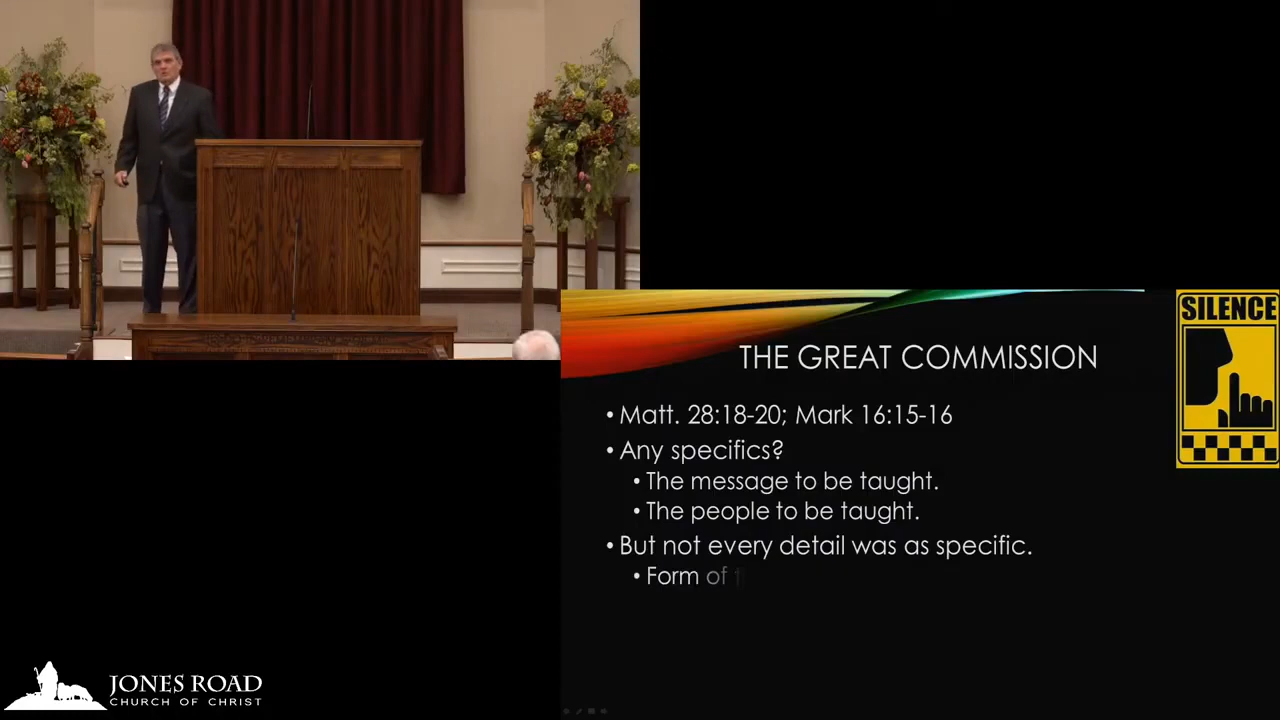 SILENCE
THE GREAT COMMISSION
• Matt. 28:18-20; Mark 16:15-16
• Any specifics?
• The message to be taught.
• The people to be taught.
• But not every detail was as specific.
• Form of
JONES ROAD
CHURCH OF CHRIST